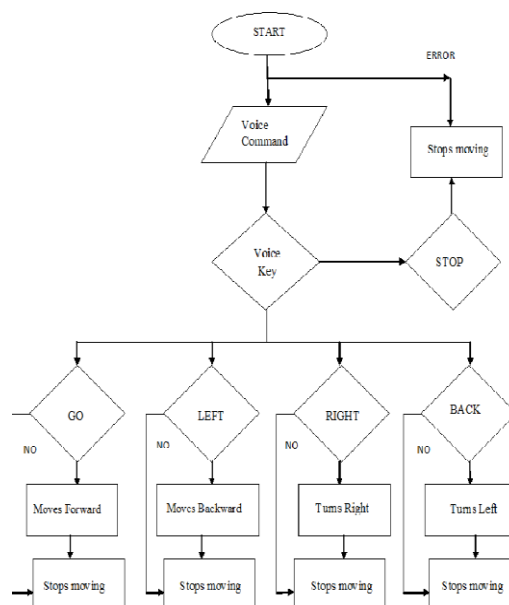 START
ERROR
Voice
Command
Stops moving
Voice
Key
STOP
GO
LEFT
RIGHT
BACK
NO
NO
NO
NO
Moves Forward
Moves Backward
Turns Right
Turns Left
Stops moving
Stops moving
Stops moving
Stops moving